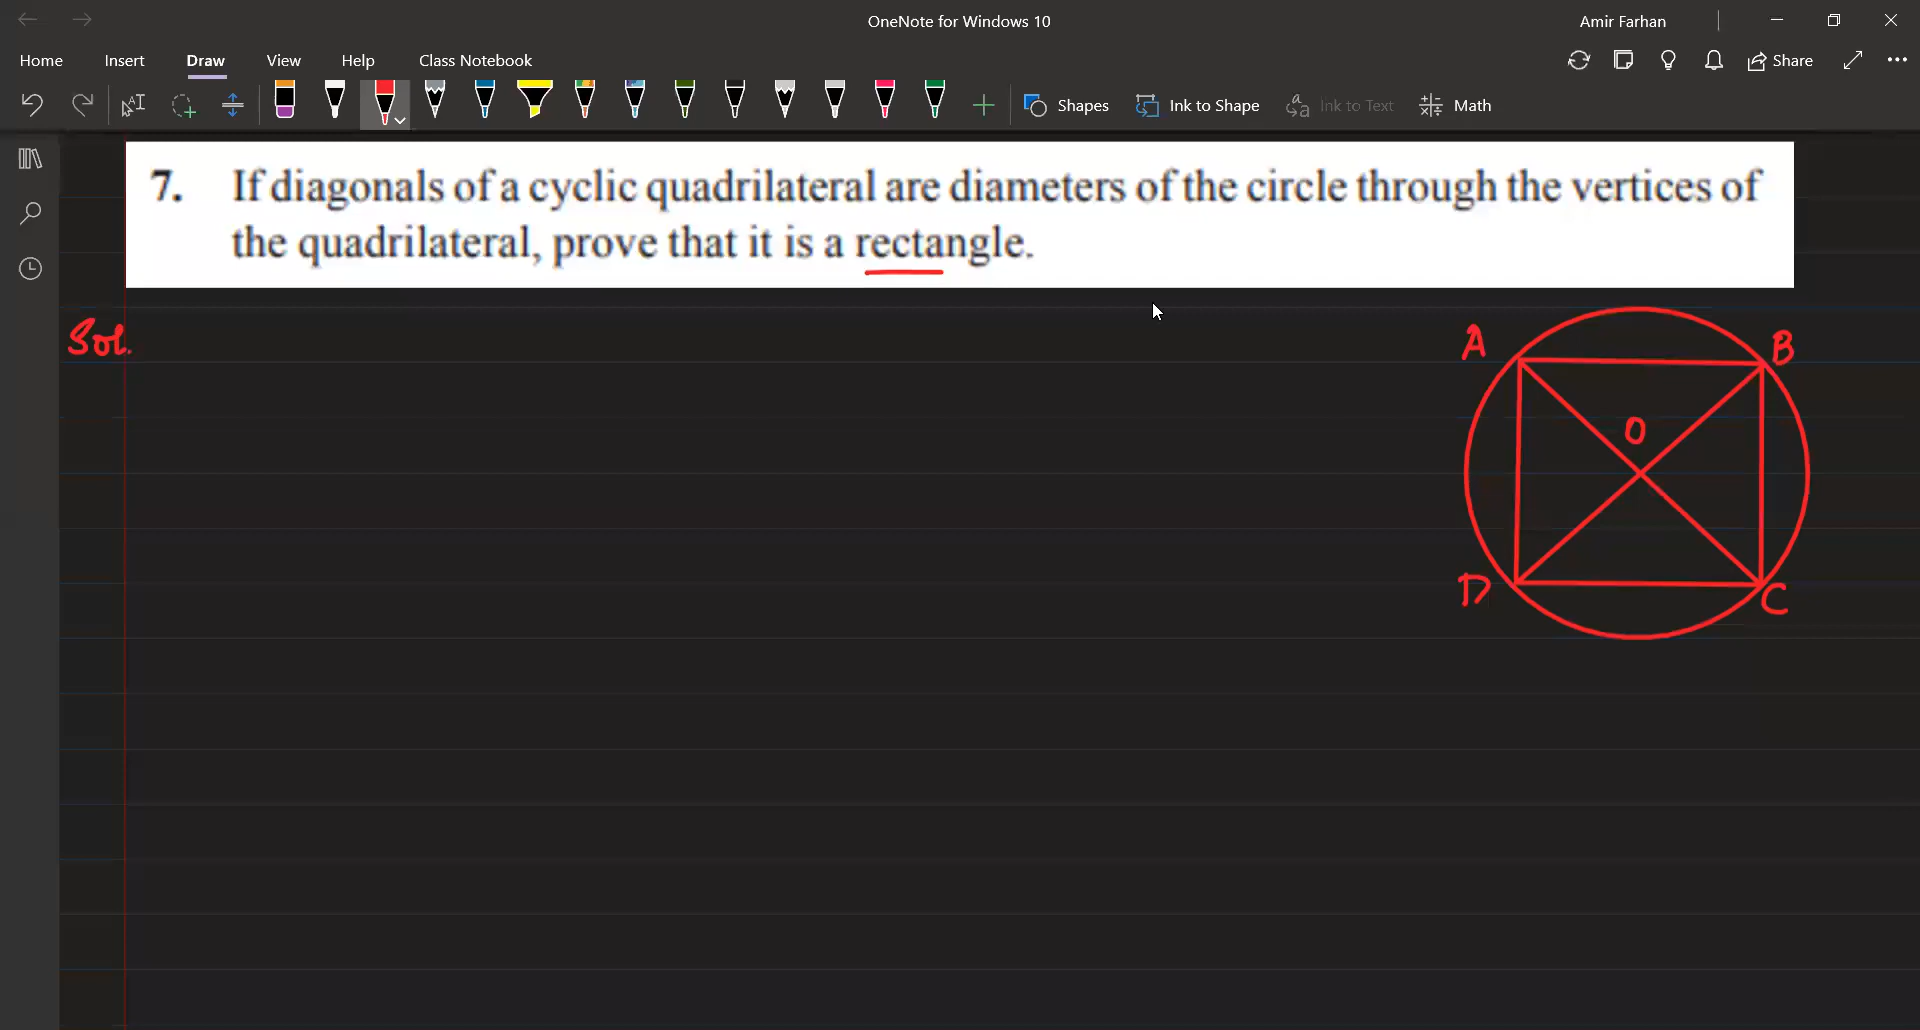 OneNote for Windows 10
Amir Farhan
Home Insert Draw View Help Class Notebook
Share
Shapes Ink to Shape Ink to Text Math
7. If diagonals of a cyclic quadrilateral are diameters of the circle through the vertices of
the quadrilateral, prove that it is a rectangle.
Sol.
A B
O
D C